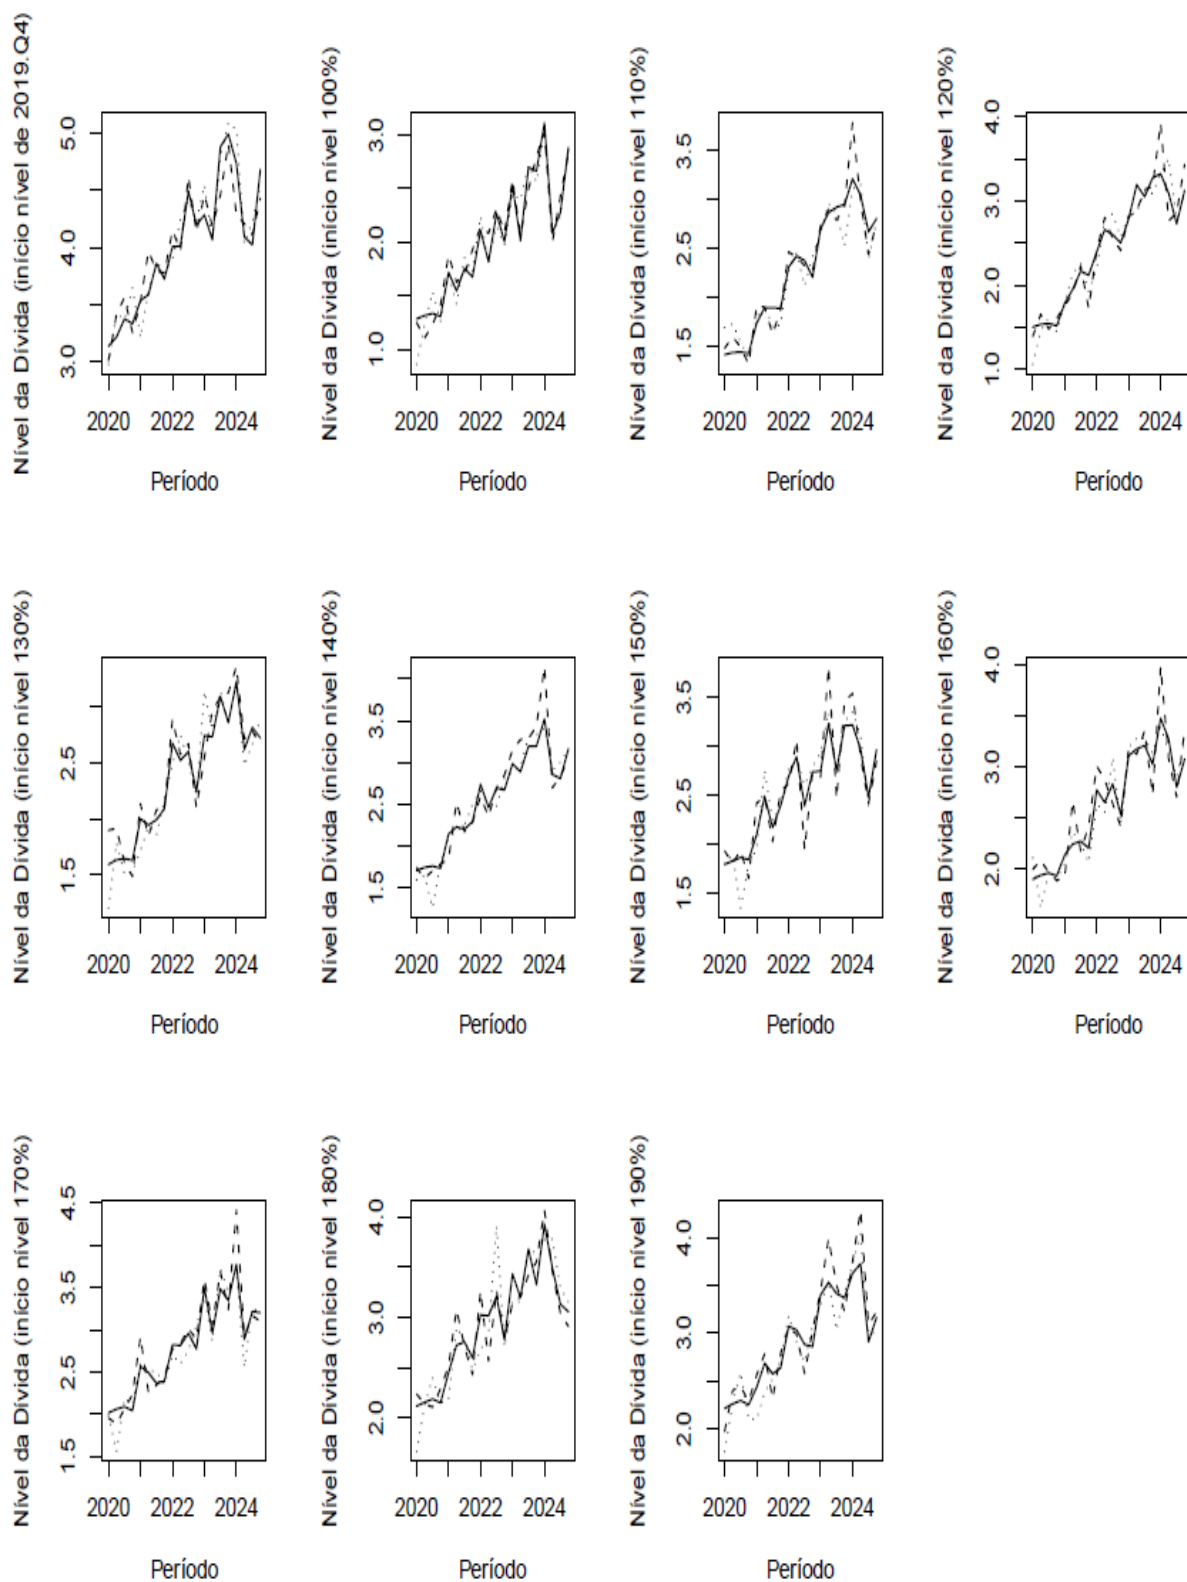 Nível da Dívida (início nível de 2019.Q4)
3.0 4.0 5.0
2020 2022 2024
Período
Nível da Dívida (início nível 100%)
1.0 2.0 3.0
2020 2022 2024
Período
Nível da Dívida (início nível 110%)
1.5 2.5 3.5
2020 2022 2024
Período
Nível da Dívida (início nível 120%)
1.0 2.0 3.0 4.0
2020 2022 2024
Período
Nível da Dívida (início nível 130%)
1.5 2.5
2020 2022 2024
Período
Nível da Dívida (início nível 140%)
1.5 2.5 3.5
2020 2022 2024
Período
Nível da Dívida (início nível 150%)
1.5 2.5 3.5
2020 2022 2024
Período
Nível da Dívida (início nível 160%)
2.0 3.0 4.0
2020 2022 2024
Período
Nível da Dívida (início nível 170%)
1.5 2.5 3.5 4.5
2020 2022 2024
Período
Nível da Dívida (início nível 180%)
2.0 3.0 4.0
2020 2022 2024
Período
Nível da Dívida (início nível 190%)
2.0 3.0 4.0
2020 2022 2024
Período